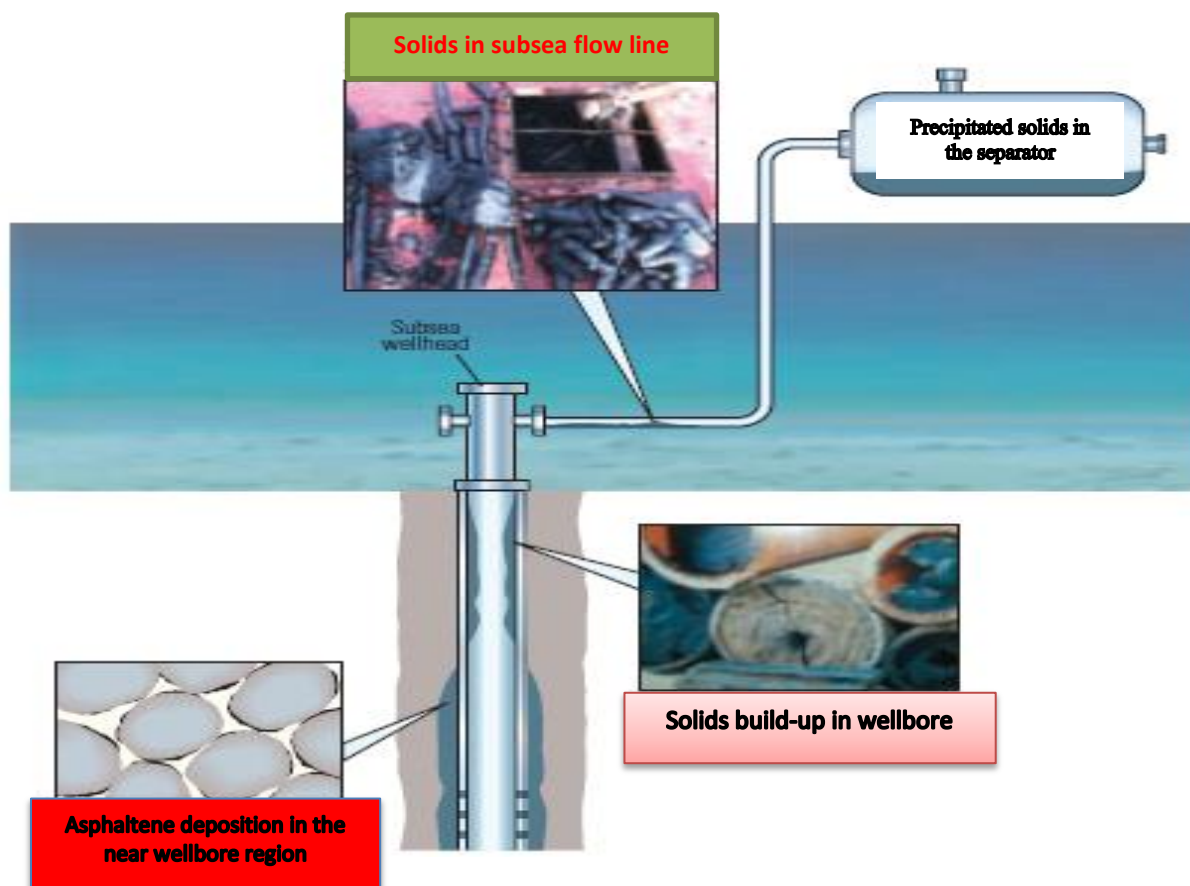 Solids in subsea flow line
Precipitated solids in
the separator
Subsea
wellhead
Solids build-up in wellbore
Asphaltene deposition in the
near wellbore region